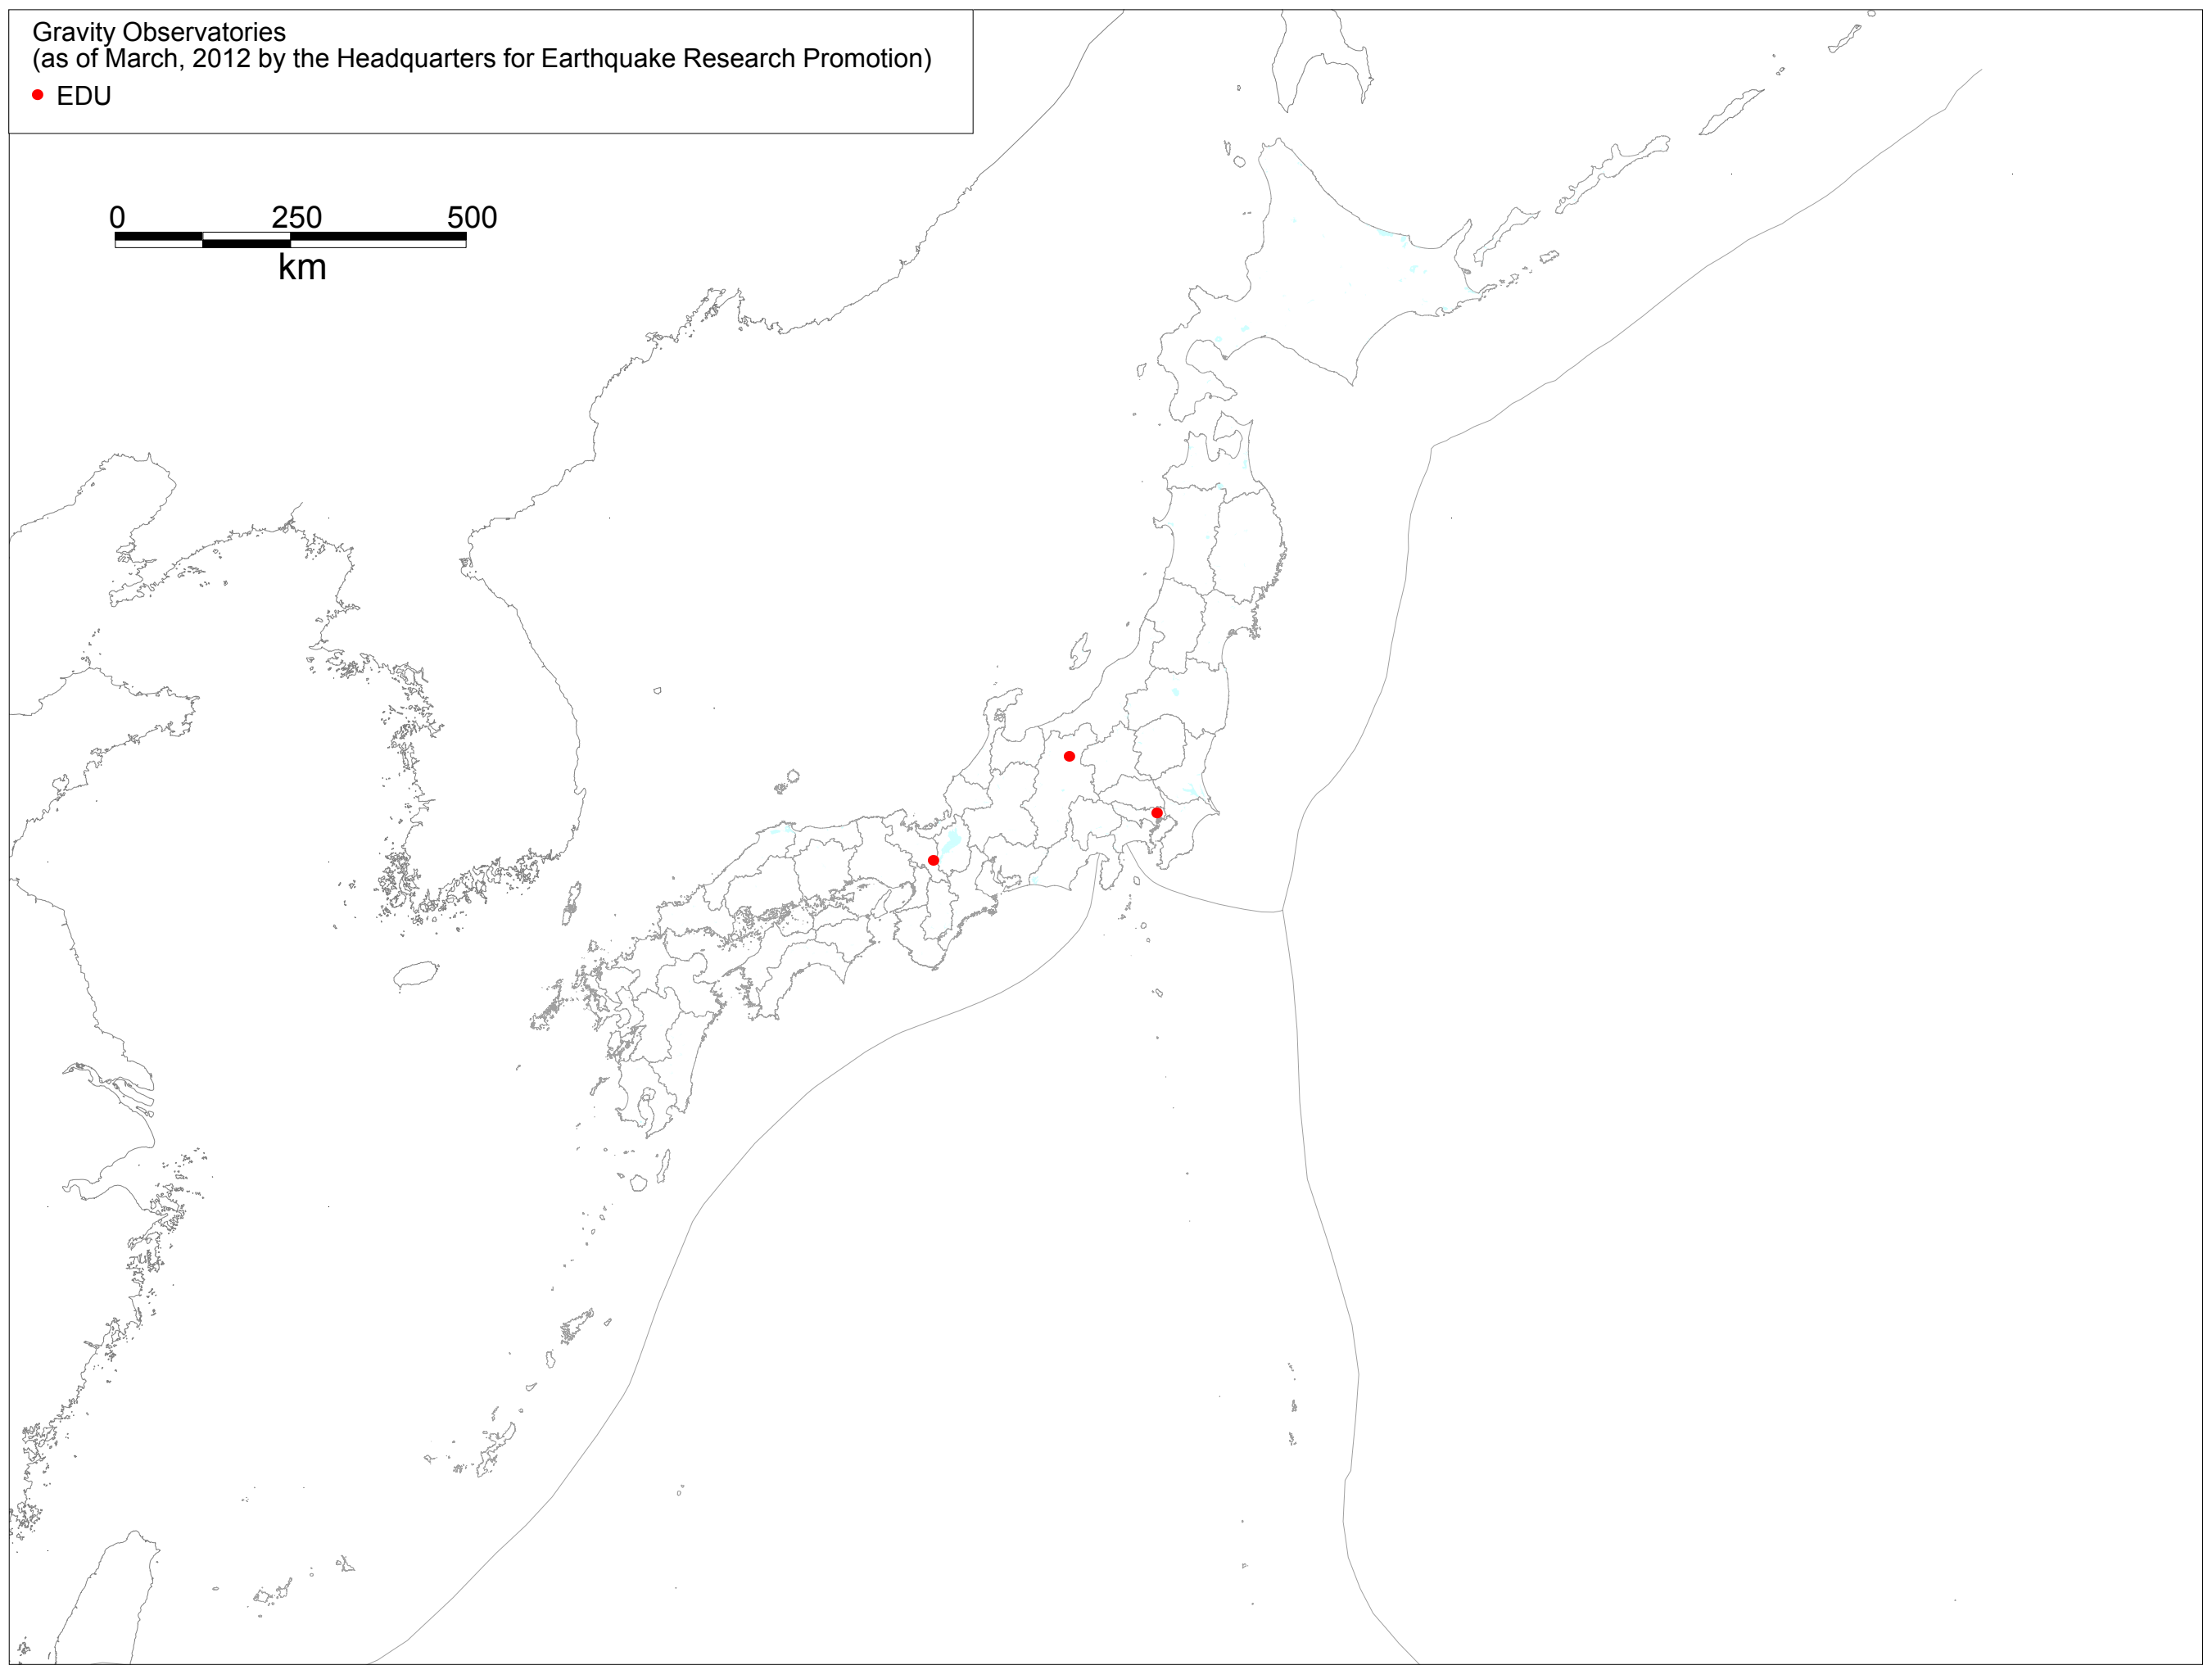 Gravity Observatories
(as of March, 2012 by the Headquarters for Earthquake Research Promotion)
EDU
0 250 500
km